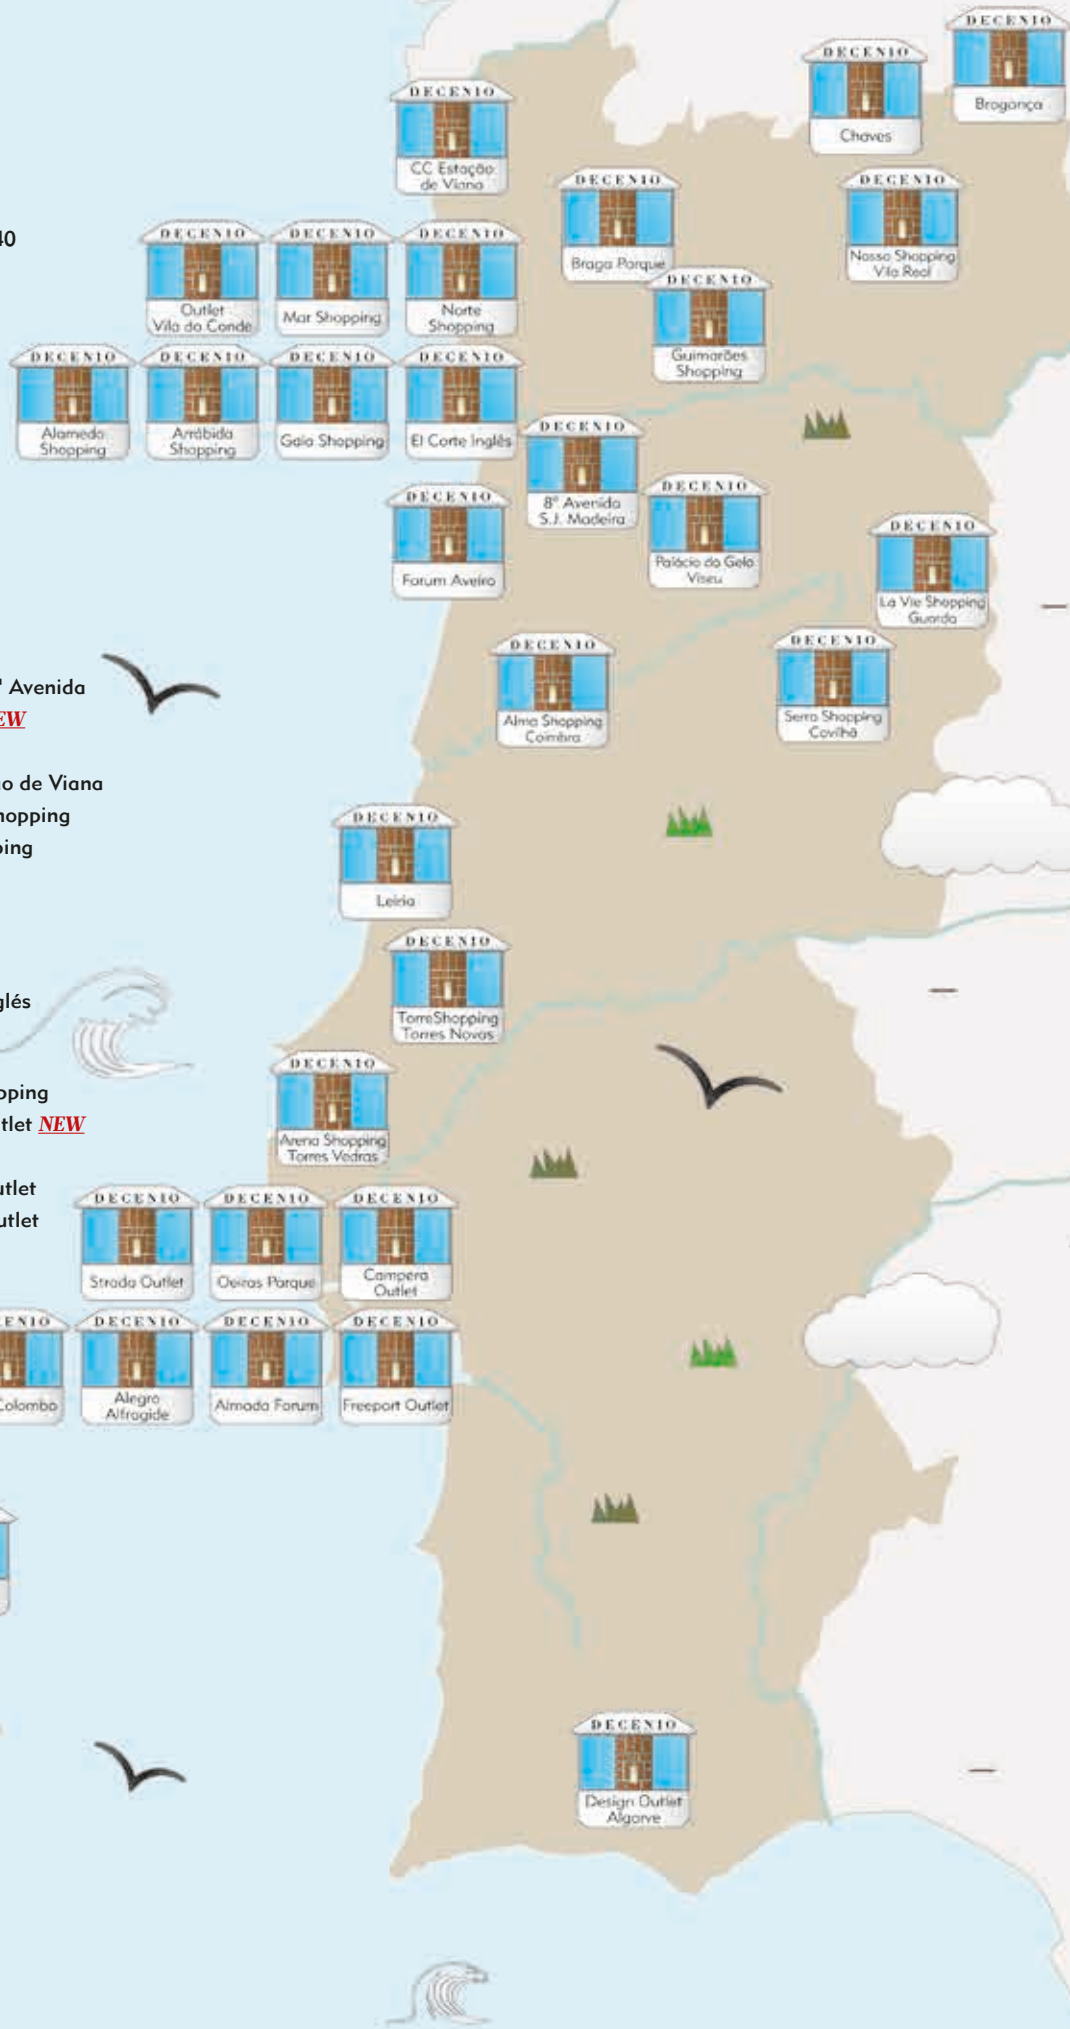 DECENIO
Bragança
DECENIO
Chaves
DECENIO
CC Estação
de Viana
DECENIO
Braga Parque
DECENIO
Nosso Shopping
Vila Real
40
DECENIO
Outlet
Vila do Conde
DECENIO
Mar Shopping
DECENIO
Norte
Shopping
DECENIO
Guimarães
Shopping
DECENIO
Alameda
Shopping
DECENIO
Arrábida
Shopping
DECENIO
Gaia Shopping
DECENIO
El Corte Inglês
DECENIO
8º Avenida
S.J. Madeira
DECENIO
Palácio do Gelo
Viseu
DECENIO
Forum Aveiro
DECENIO
La Vie Shopping
Guarda
DECENIO
Alma Shopping
Coimbra
DECENIO
Serra Shopping
Covilhã
Avenida
EW
o de Viana
hopping
ping
DECENIO
Leiria
DECENIO
TorreShopping
Torres Novas
glés
DECENIO
Arena Shopping
Torres Vedras
pping
tlet NEW
utlet
utlet
DECENIO
Strada Outlet
DECENIO
Oeiras Parque
DECENIO
Campera
Outlet
ENIO
Colombo
DECENIO
Alegro
Alfragide
DECENIO
Almada Forum
DECENIO
Freeport Outlet
DECENIO
Design Outlet
Algarve